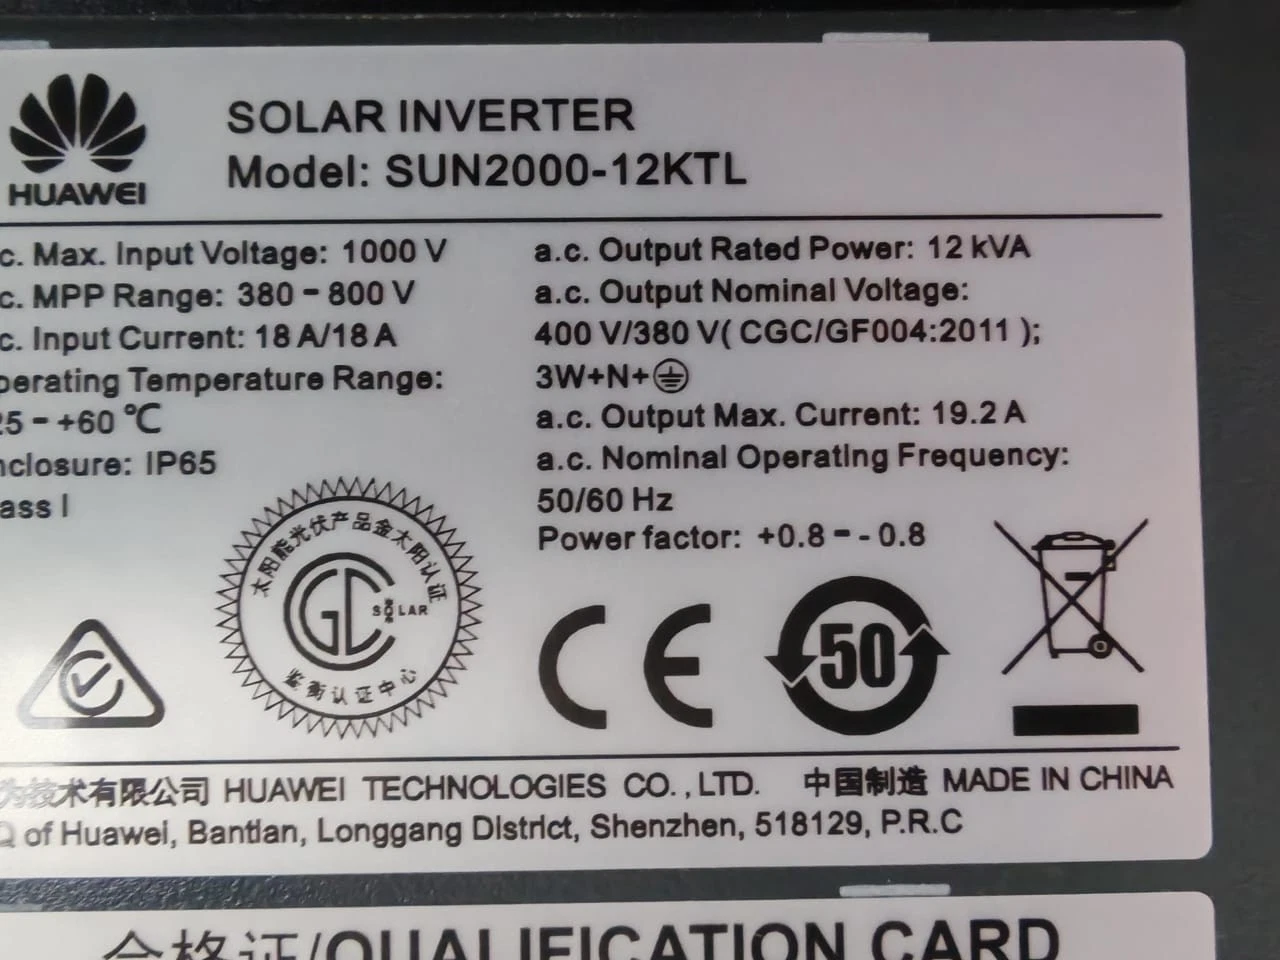 HUAWEI
SOLAR INVERTER
Model: SUN2000-12KTL
c. Max. Input Voltage: 1000 V
c. MPP Range: 380 - 800 V
c. Input Current: 18 A/18 A
perating Temperature Range:
25 - +60 ℃
nclosure: IP65
ass I
a.c. Output Rated Power: 12 kVA
a.c. Output Nominal Voltage:
400 V/380 V( CGC/GF004:2011 );
3W+N+⏚
a.c. Output Max. Current: 19.2 A
a.c. Nominal Operating Frequency:
50/60 Hz
Power factor: +0.8 - - 0.8
太阳能光伏产品金太阳认证
CGC SOLAR
鉴衡认证中心
CE
50
为技术有限公司 HUAWEI TECHNOLOGIES CO.,LTD. 中国制造 MADE IN CHINA
Q of Huawei, Bantian, Longgang District, Shenzhen, 518129, P.R.C
合格证/QUALIFICATION CARD